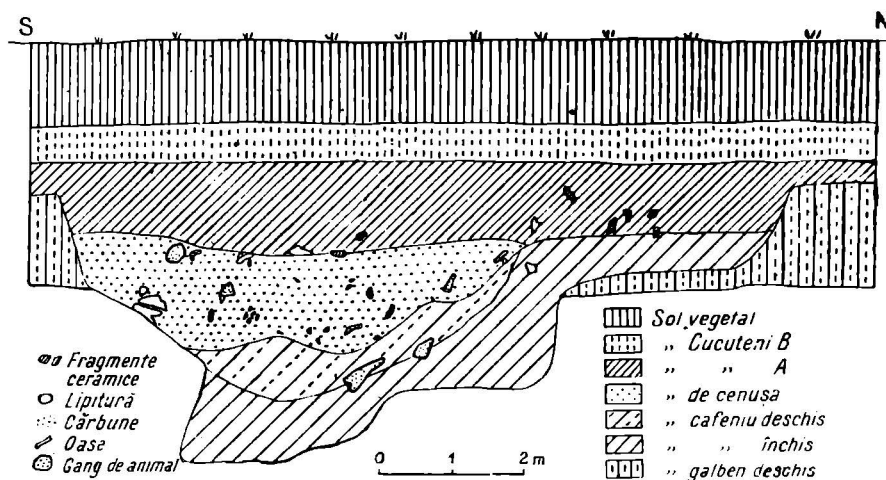 S N
Fragmente
ceramice
Lipitură
Cărbune
Oase
Gang de animal
0 1 2 m
Sol vegetal
„ Cucuteni B
„ „ A
„ de cenușa
„ cafeniu deschis
„ „ închis
„ galben deschis